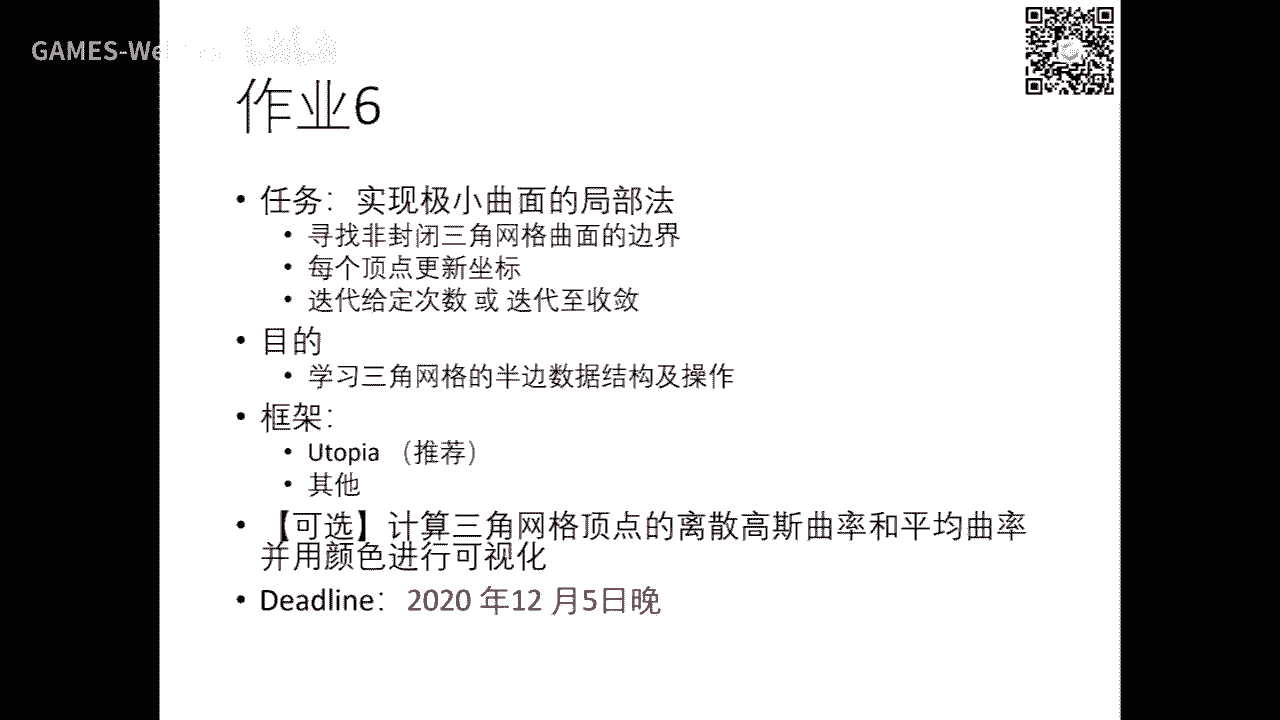 GAMES-We
作业6
• 任务：实现极小曲面的局部法
• 寻找非封闭三角网格曲面的边界
• 每个顶点更新坐标
• 迭代给定次数 或 迭代至收敛
• 目的
• 学习三角网格的半边数据结构及操作
• 框架：
• Utopia （推荐）
• 其他
• 【可选】计算三角网格顶点的离散高斯曲率和平均曲率
并用颜色进行可视化
• Deadline：2020 年12 月5日晚